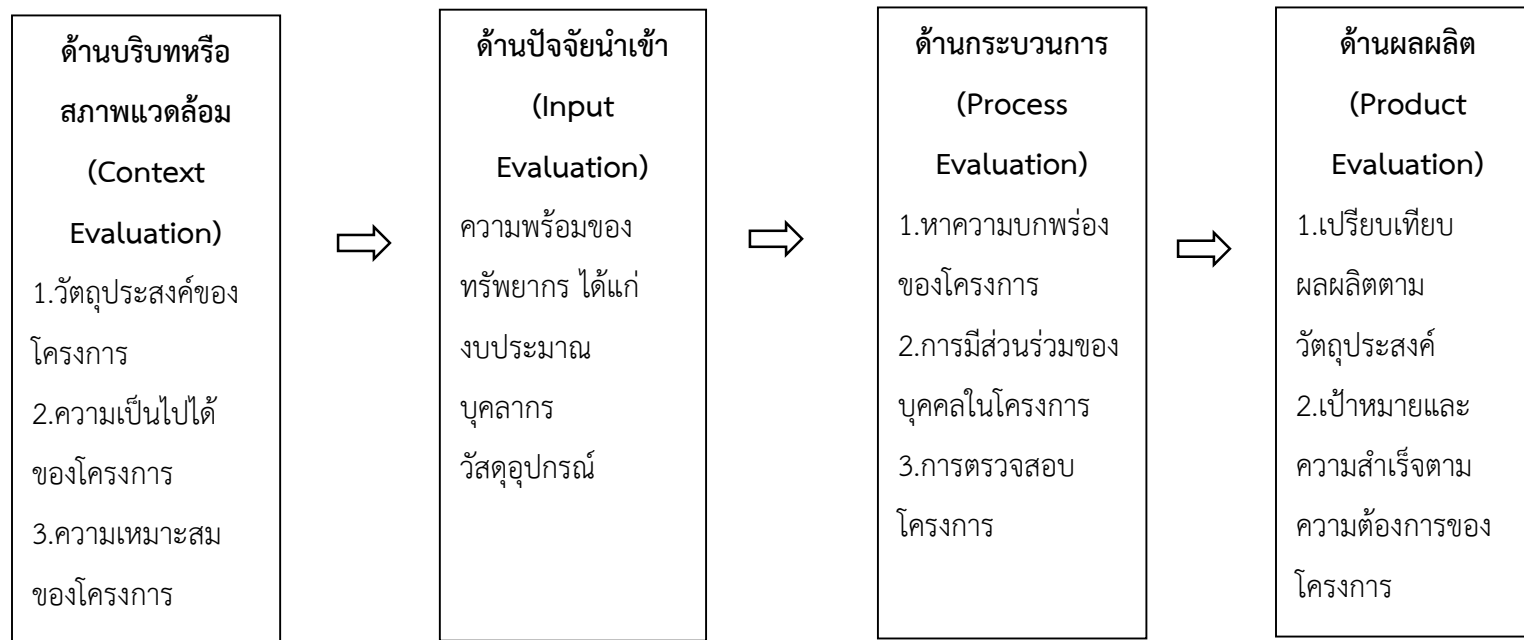 ด้านบริบทหรือ
สภาพแวดล้อม
(Context
Evaluation)
1.วัตถุประสงค์ของ
โครงการ
2.ความเป็นไปได้
ของโครงการ
3.ความเหมาะสม
ของโครงการ
ด้านปัจจัยนำเข้า
(Input
Evaluation)
ความพร้อมของ
ทรัพยากร ได้แก่
งบประมาณ
บุคลากร
วัสดุอุปกรณ์
ด้านกระบวนการ
(Process
Evaluation)
1.หาความบกพร่อง
ของโครงการ
2.การมีส่วนร่วมของ
บุคคลในโครงการ
3.การตรวจสอบ
โครงการ
ด้านผลผลิต
(Product
Evaluation)
1.เปรียบเทียบ
ผลผลิตตาม
วัตถุประสงค์
2.เป้าหมายและ
ความสำเร็จตาม
ความต้องการของ
โครงการ